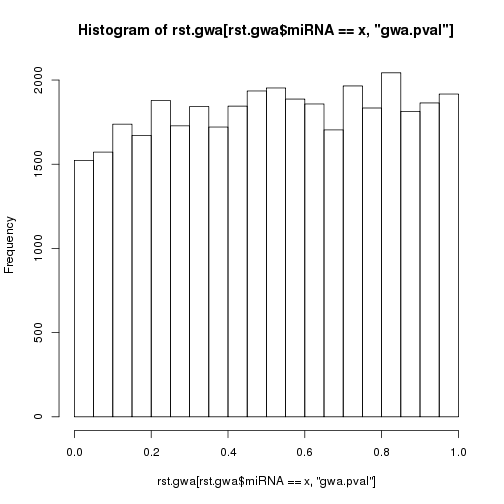 Histogram of rst.gwa[rst.gwa$miRNA == x, "gwa.pval"]
Frequency
2000
1500
1000
500
0
0.0 0.2 0.4 0.6 0.8 1.0
rst.gwa[rst.gwa$miRNA == x, "gwa.pval"]